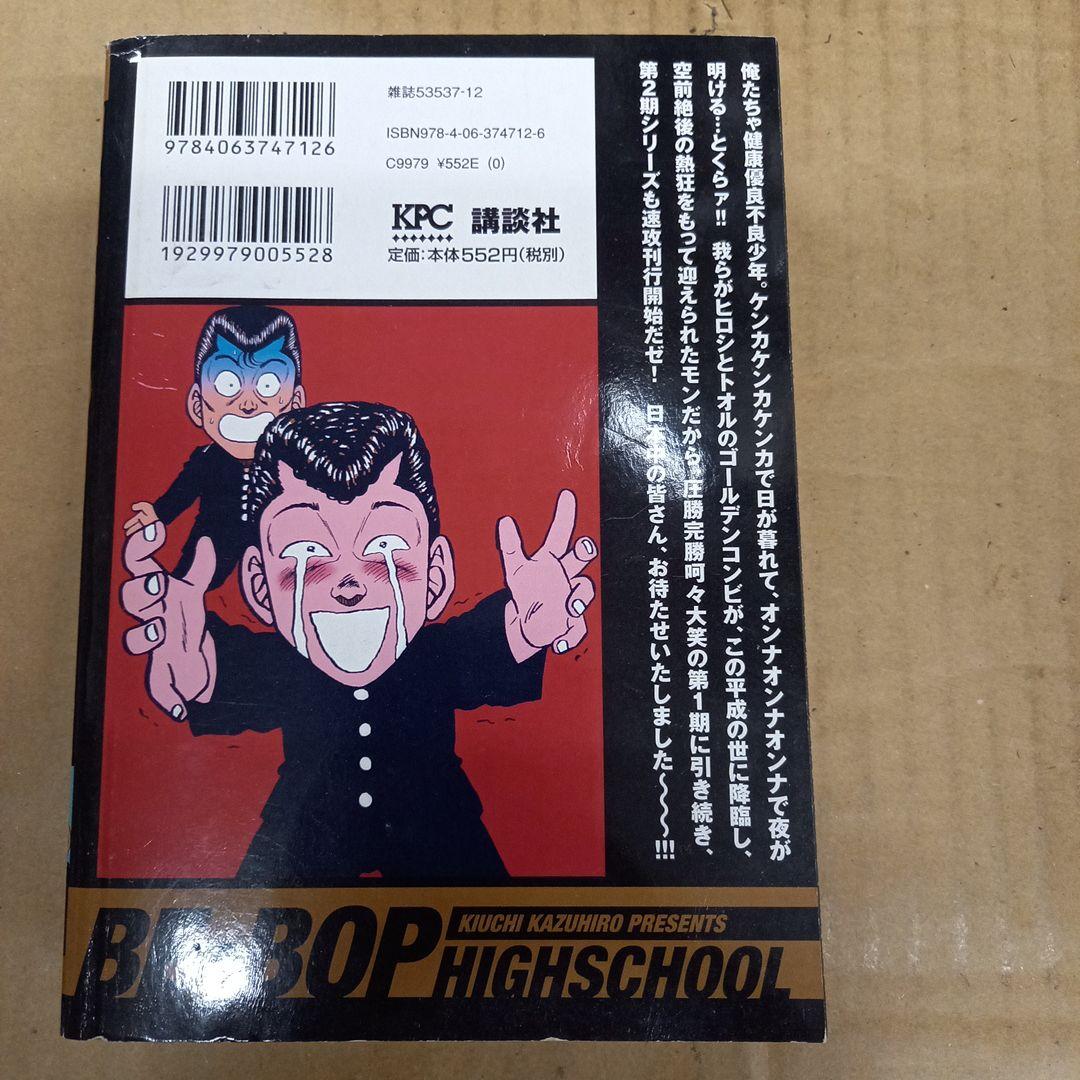 雑誌53537-12
ISBN978-4-06-374712-6
C9979 ¥552E (0)
9784063747126
1929979005528
KPC 講談社
定価：本体552円(税別)
俺たちゃ健康優良不良少年。ケンカケンカケンカで日が暮れて、オンナオンナオンナで夜が
明ける…とくらァ!! 我らがヒロシとトオルのゴールデンコンビが、この平成の世に降臨し、
空前絶後の熱狂をもって迎えられたモンだから、圧勝完勝呵々大笑の第1期に引き続き、
第2期シリーズも速攻刊行開始だゼ! 日本中の皆さん、お待たせいたしました〜〜〜!!!
BE-BOP
KIUCHI KAZUHIRO PRESENTS
HIGHSCHOOL